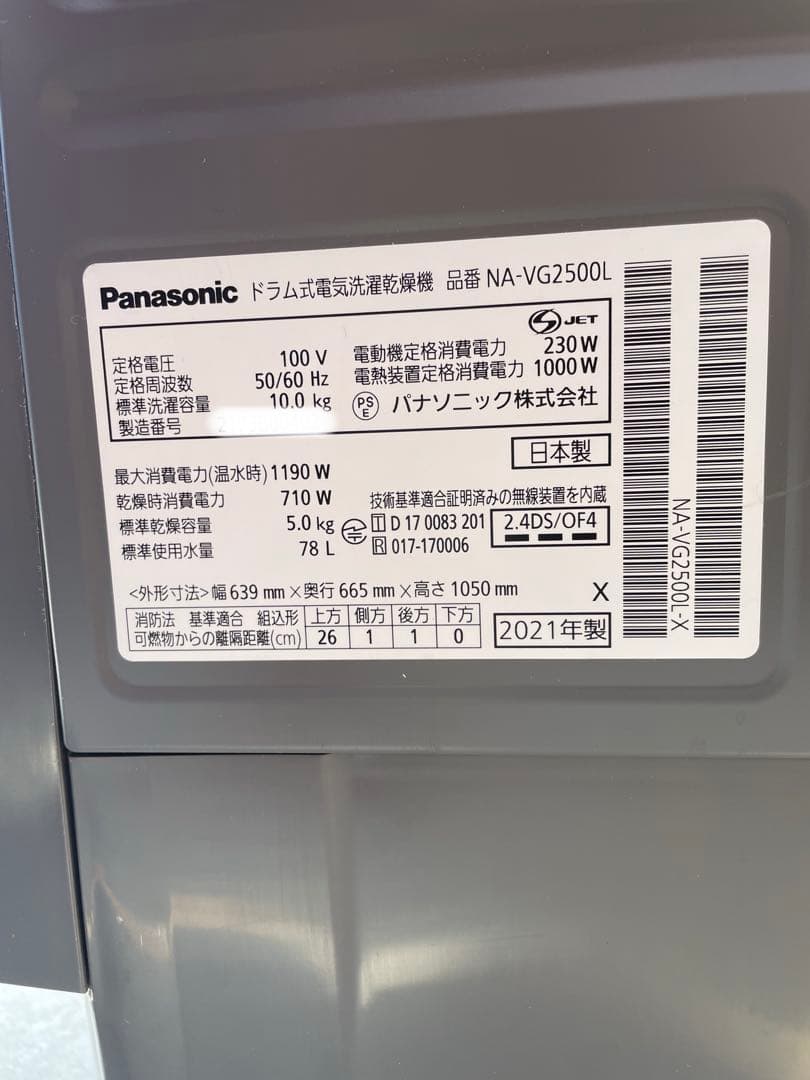 Panasonic ドラム式電気洗濯乾燥機 品番 NA-VG2500L
S JET
定格電圧 100 V 電動機定格消費電力 230 W
定格周波数 50/60 Hz 電熱装置定格消費電力 1000 W
標準洗濯容量 10.0 kg PSE パナソニック株式会社
製造番号
日本製
最大消費電力(温水時) 1190 W
乾燥時消費電力 710 W 技術基準適合証明済みの無線装置を内蔵
標準乾燥容量 5.0 kg T D 17 0083 201 2.4DS/OF4
標準使用水量 78 L R 017-170006
<外形寸法>幅 639 mm×奥行 665 mm×高さ 1050 mm X
消防法 基準適合 組込形 上方 側方 後方 下方
可燃物からの離隔距離(cm) 26 1 1 0
2021年製
NA-VG2500L-X